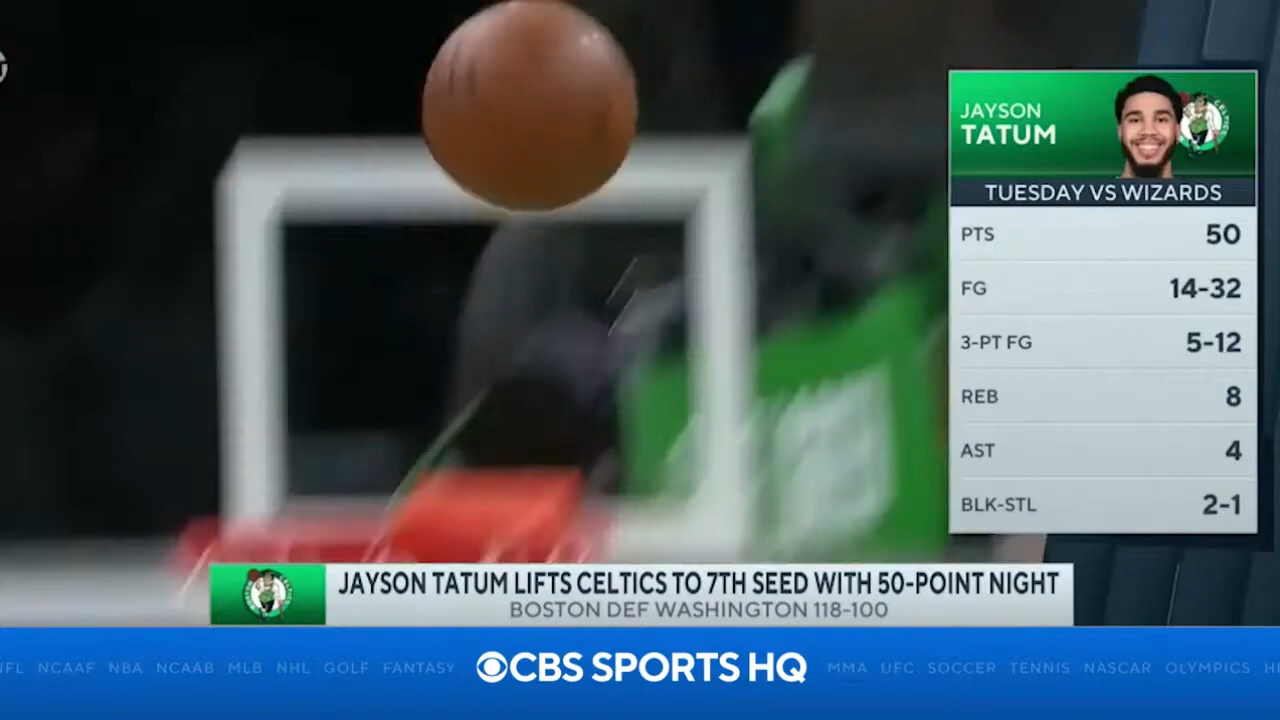 JAYSON
TATUM
CELTICS
TUESDAY VS WIZARDS
PTS 50
FG 14-32
3-PT FG 5-12
REB 8
AST 4
BLK-STL 2-1
JAYSON TATUM LIFTS CELTICS TO 7TH SEED WITH 50-POINT NIGHT
BOSTON DEF WASHINGTON 118-100
NCAAF NBA NCAAB MLB NHL GOLF FANTASY CBS SPORTS HQ MMA UFC SOCCER TENNIS NASCAR OLYMPICS